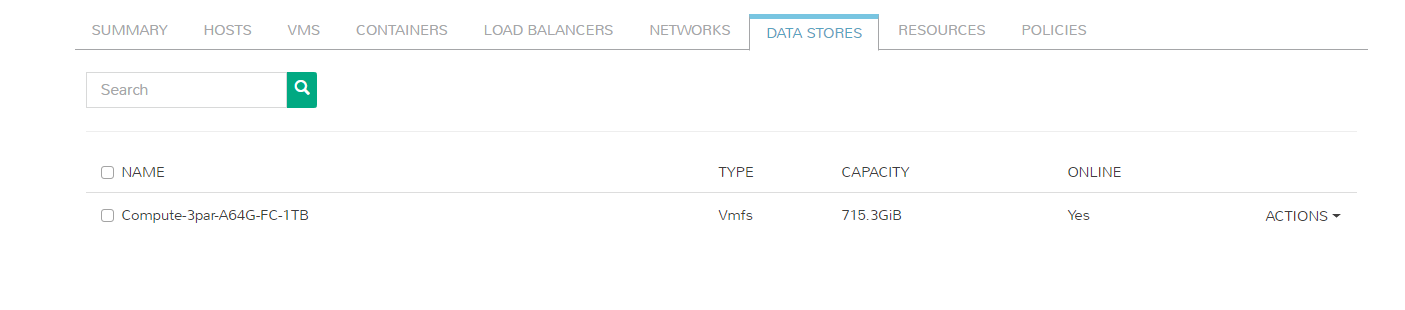 SUMMARY HOSTS VMS CONTAINERS LOAD BALANCERS NETWORKS DATA STORES RESOURCES POLICIES
Search
NAME TYPE CAPACITY ONLINE
Compute-3par-A64G-FC-1TB Vmfs 715.3GiB Yes ACTIONS